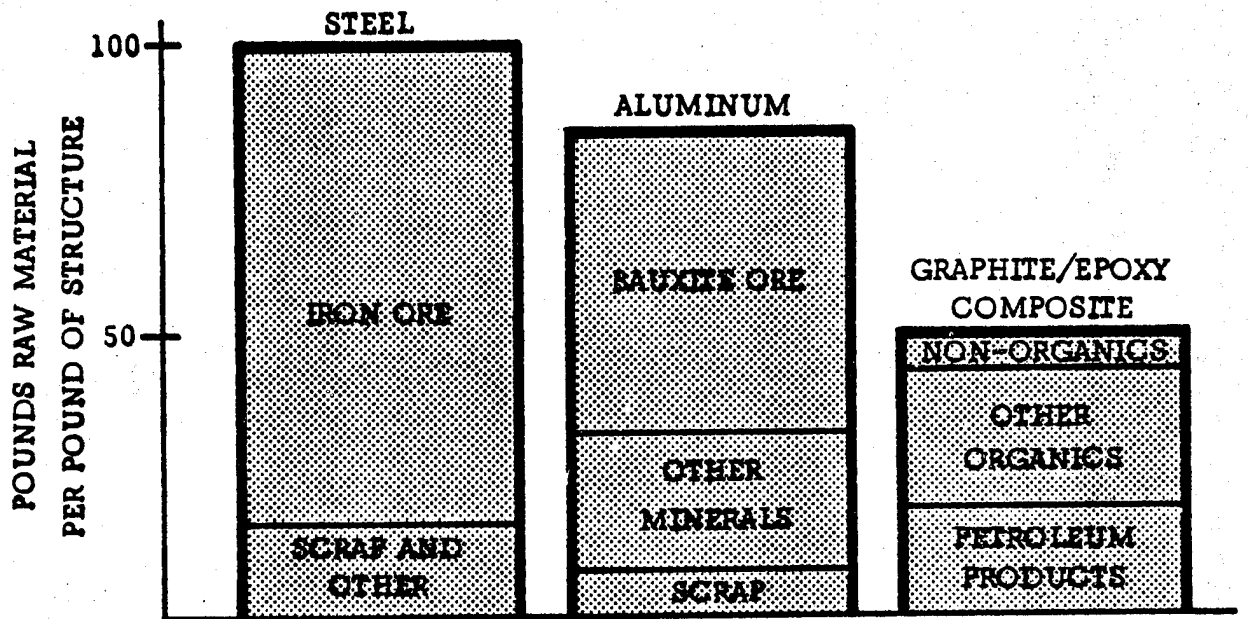 STEEL
100
ALUMINUM
POUNDS RAW MATERIAL
PER POUND OF STRUCTURE
BAUXITE ORE
GRAPHITE/EPOXY
COMPOSITE
IRON ORE
50
NON-ORGANICS
OTHER
ORGANICS
OTHER
MINERALS
SCRAP AND
OTHER
PETROLEUM
PRODUCTS
SCRAP